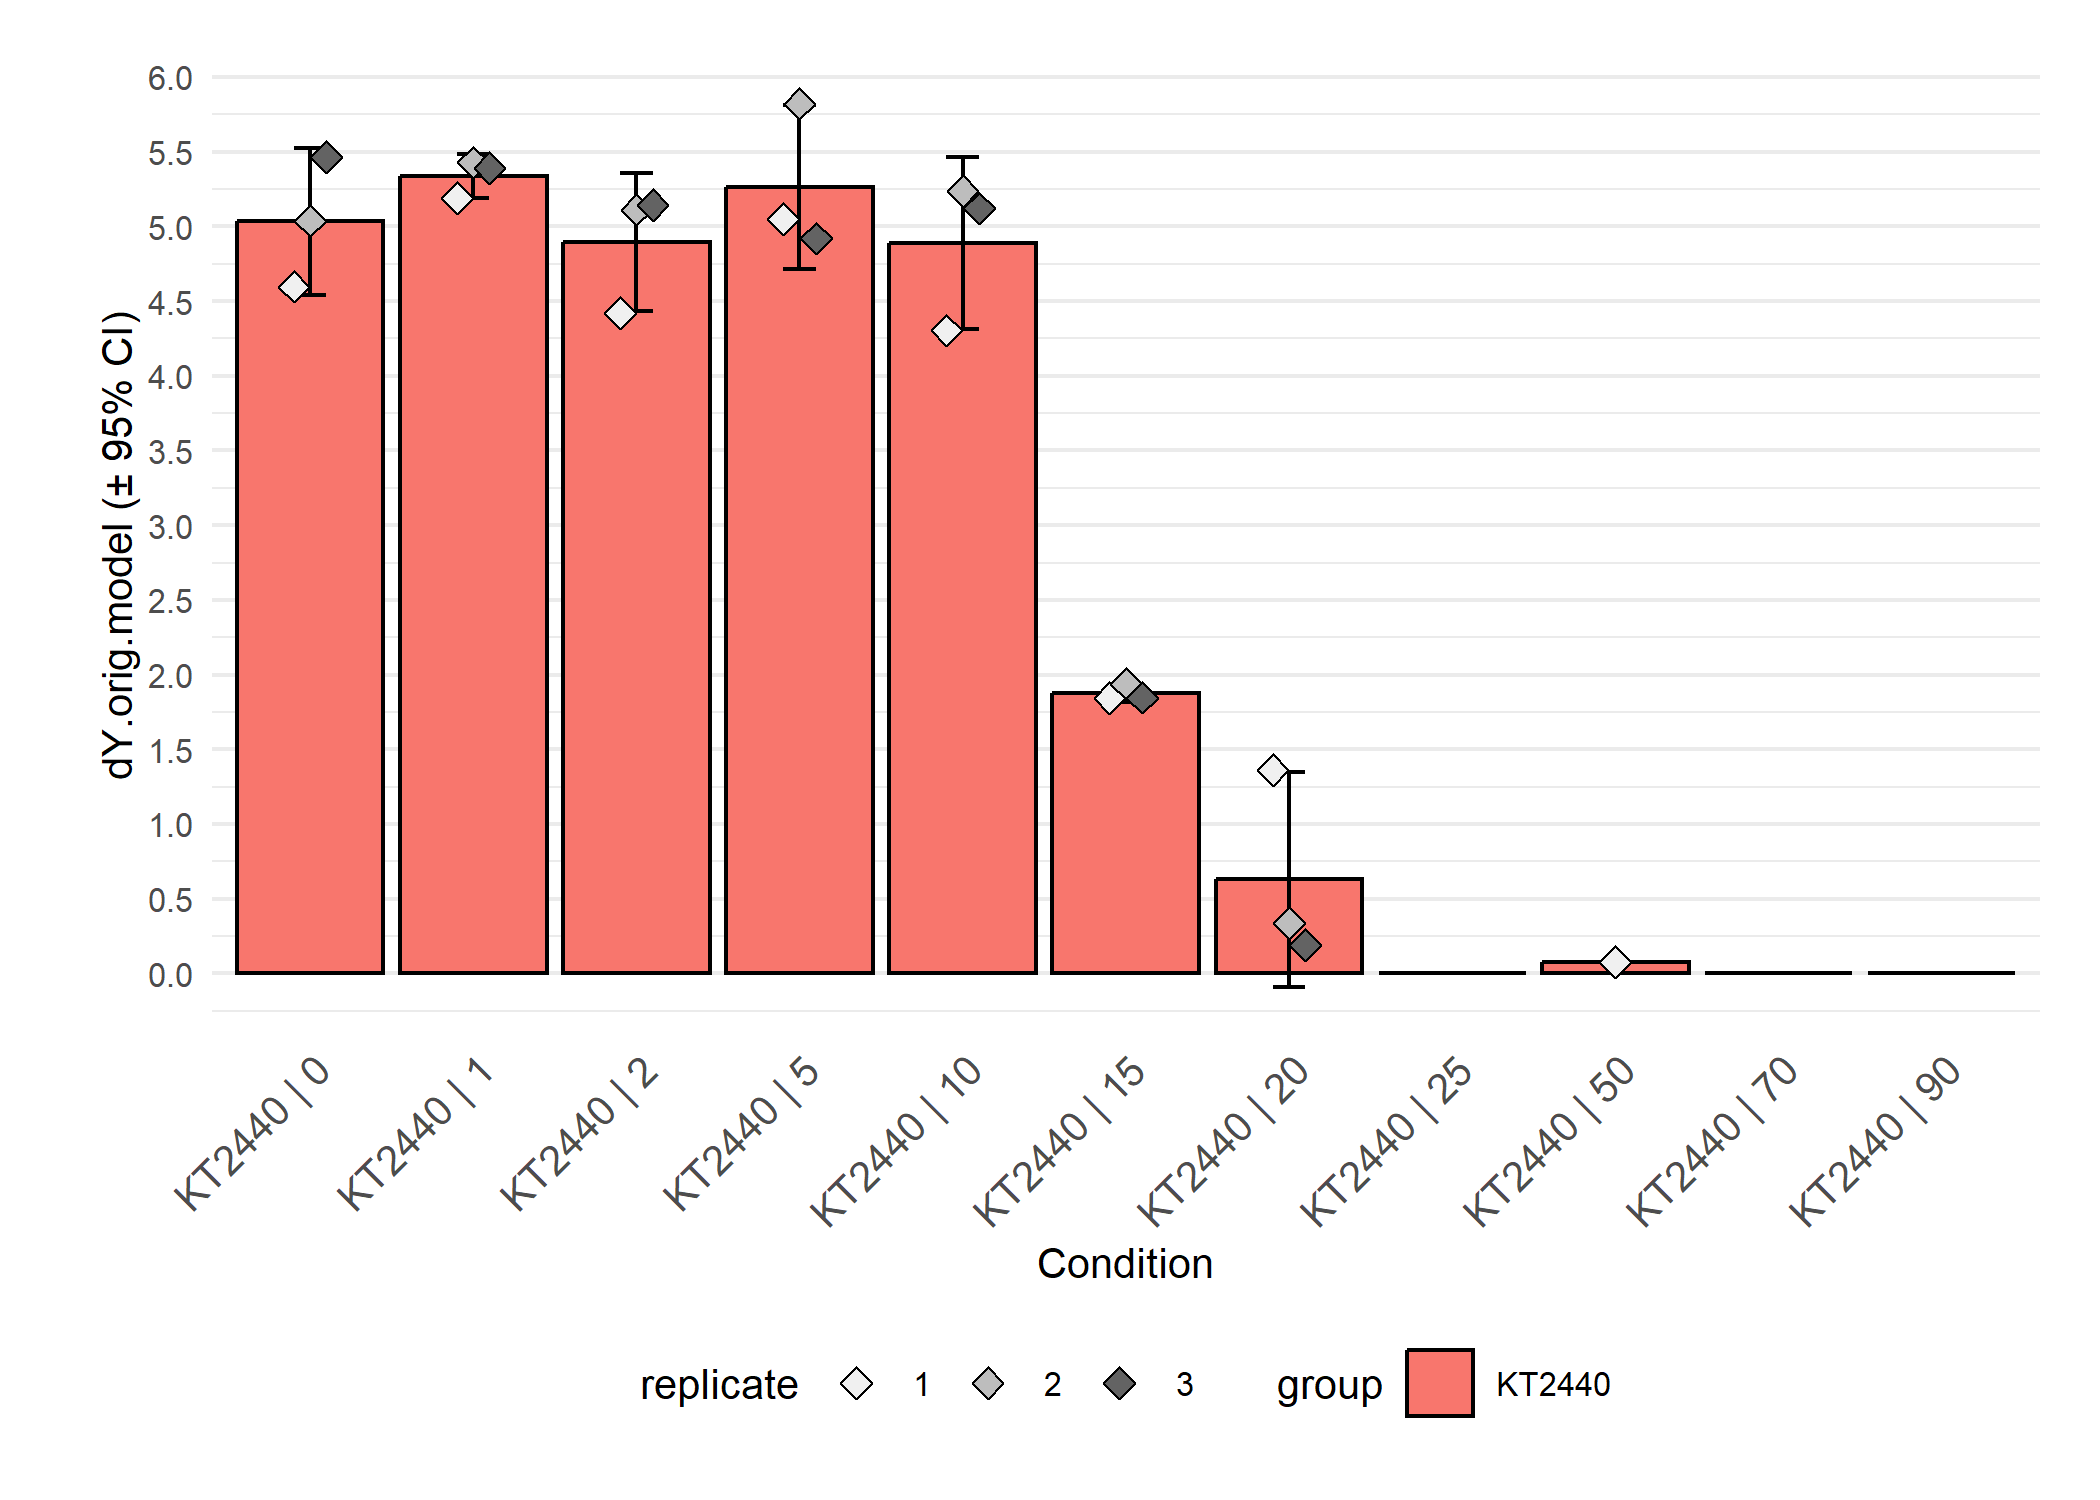 dY.orig.model (± 95% CI)
6.0
5.5
5.0
4.5
4.0
3.5
3.0
2.5
2.0
1.5
1.0
0.5
0.0
KT2440 | 0
KT2440 | 1
KT2440 | 2
KT2440 | 5
KT2440 | 10
KT2440 | 15
KT2440 | 20
KT2440 | 25
KT2440 | 50
KT2440 | 70
KT2440 | 90
Condition
replicate 1 2 3 group KT2440